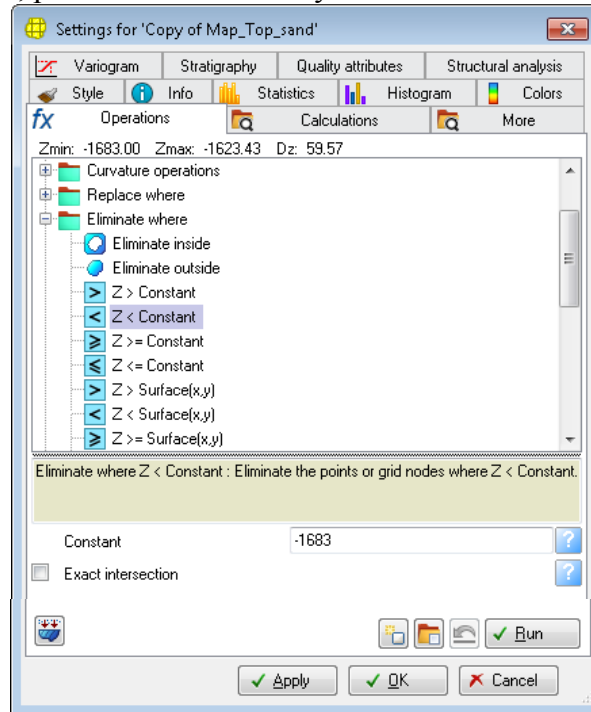 Settings for 'Copy of Map_Top_sand'
Variogram Stratigraphy Quality attributes Structural analysis
Style Info Statistics Histogram Colors
fx Operations Calculations More
Zmin: -1683.00 Zmax: -1623.43 Dz: 59.57
Curvature operations
Replace where
Eliminate where
Eliminate inside
Eliminate outside
> Z > Constant
< Z < Constant
≥ Z >= Constant
≤ Z <= Constant
> Z > Surface(x,y)
< Z < Surface(x,y)
≥ Z >= Surface(x,y)
Eliminate where Z < Constant : Eliminate the points or grid nodes where Z < Constant.
Constant -1683 ?
Exact intersection ?
Run
Apply OK Cancel